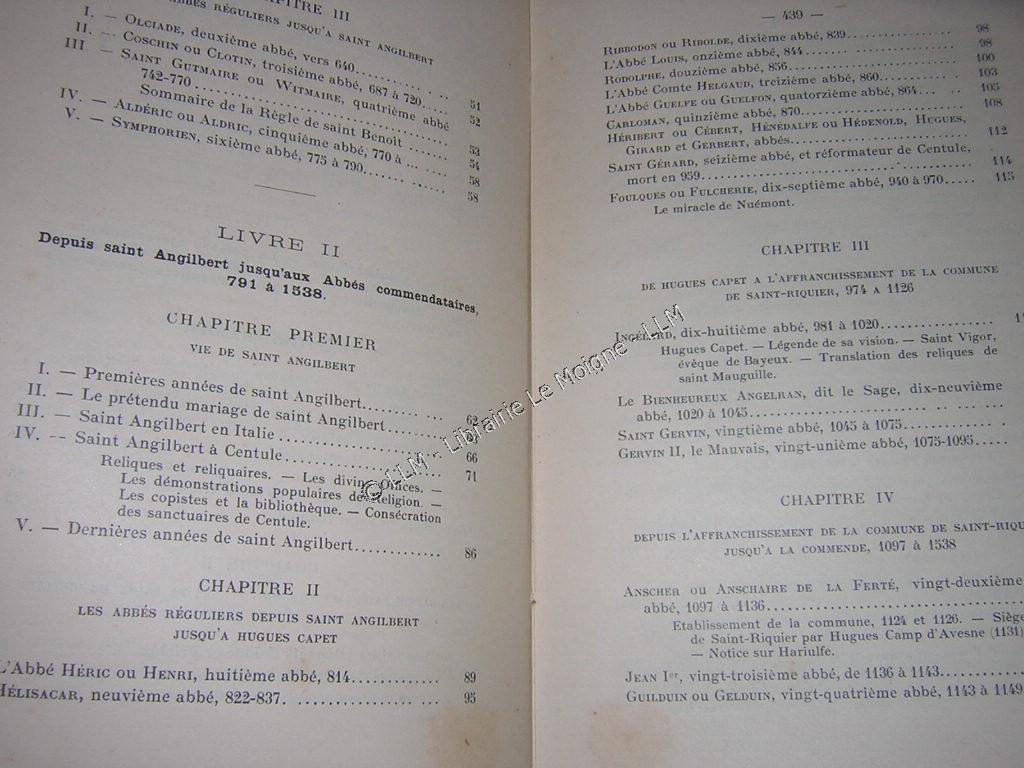 CHAPITRE III
ABBÉS RÉGULIERS JUSQU'A SAINT ANGILBERT
I. — OLCIADE, deuxième abbé, vers 640..........
II. -- COSCHIN OU CLOTIN, troisième abbé, 687 à 720..... 51
III — SAINT GUTMAIRE OU WITMAIRE, quatrième abbé 52
742-770 ..........
Sommaire de la Règle de saint Benoît ....... 53
IV. — ALDÉRIC OU ALDRIC, cinquième abbé, 770 à ... 54
V. — SYMPHORIEN, sixième abbé, 775 à 790.......... 58
58
LIVRE II
Depuis saint Angilbert jusqu'aux Abbés commendataires,
791 à 1538.
CHAPITRE PREMIER
VIE DE SAINT ANGILBERT
I. — Premières années de saint Angilbert........ ...
II. — Le prétendu mariage de saint Angilbert........ 62
III. — Saint Angilbert en Italie ....................
IV. -- Saint Angilbert à Centule.................... 66
Reliques et reliquaires. — Les divins offices. — 71
Les démonstrations populaires de Religion. —
Les copistes et la bibliothèque. — Consécration
des sanctuaires de Centule.
V. — Dernières années de saint Angilbert............ 86
CHAPITRE II
LES ABBÉS RÉGULIERS DEPUIS SAINT ANGILBERT
JUSQU'A HUGUES CAPET
L'Abbé HÉRIC OU HENRI, huitième abbé, 814............ 89
HÉLISACAR, neuvième abbé, 822-837. .................. 95
— 439 —
RIBBODON OU RIBOLDE, dixième abbé, 839............... 98
L'ABBÉ LOUIS, onzième abbé, 844 .................. 98
RODOLPHE, douzième abbé, 856.................. 100
L'ABBÉ COMTE HELGAUD, treizième abbé, 860........... 103
L'ABBÉ GUELFE OU GUELFON, quatorzième abbé, 864... .. 105
CARLOMAN, quinzième abbé, 870.................. 108
HÉRIBERT OU CÉBERT, HÉNÉDALFE OU HÉDENOLD, HUGUES,
GIRARD ET GERBERT, abbés.................. 112
SAINT GÉRARD, seizième abbé, et réformateur de Centule,
mort en 959.................. 114
FOULQUES OU FULCHERIE, dix-septième abbé, 940 à 970..... 115
Le miracle de Nuémont.
CHAPITRE III
DE HUGUES CAPET A L'AFFRANCHISSEMENT DE LA COMMUNE
DE SAINT-RIQUIER, 974 A 1126
INGÉLARD, dix-huitième abbé, 981 à 1020..................
Hugues Capet. — Légende de sa vision. — Saint Vigor,
évêque de Bayeux. — Translation des reliques de
saint Mauguille.
LE BIENHEUREUX ANGELRAN, dit le Sage, dix-neuvième
abbé, 1020 à 1045..................
SAINT GERVIN, vingtième abbé, 1045 à 1075..................
GERVIN II, le Mauvais, vingt-unième abbé, 1075-1095.....
CHAPITRE IV
DEPUIS L'AFFRANCHISSEMENT DE LA COMMUNE DE SAINT-RIQU
JUSQU'A LA COMMENDE, 1097 à 1538
ANSCHER OU ANSCHAIRE DE LA FERTÉ, vingt-deuxième
abbé, 1097 à 1136..................
Etablissement de la commune, 1124 et 1126. — Siège
de Saint-Riquier par Hugues Camp d'Avesne (1131)
— Notice sur Hariulfe.
JEAN Ier, vingt-troisième abbé, de 1136 à 1143............
GUILDUIN OU GELDUIN, vingt-quatrième abbé, 1143 à 1149
© LLM - Librairie Le Moigne - LLM